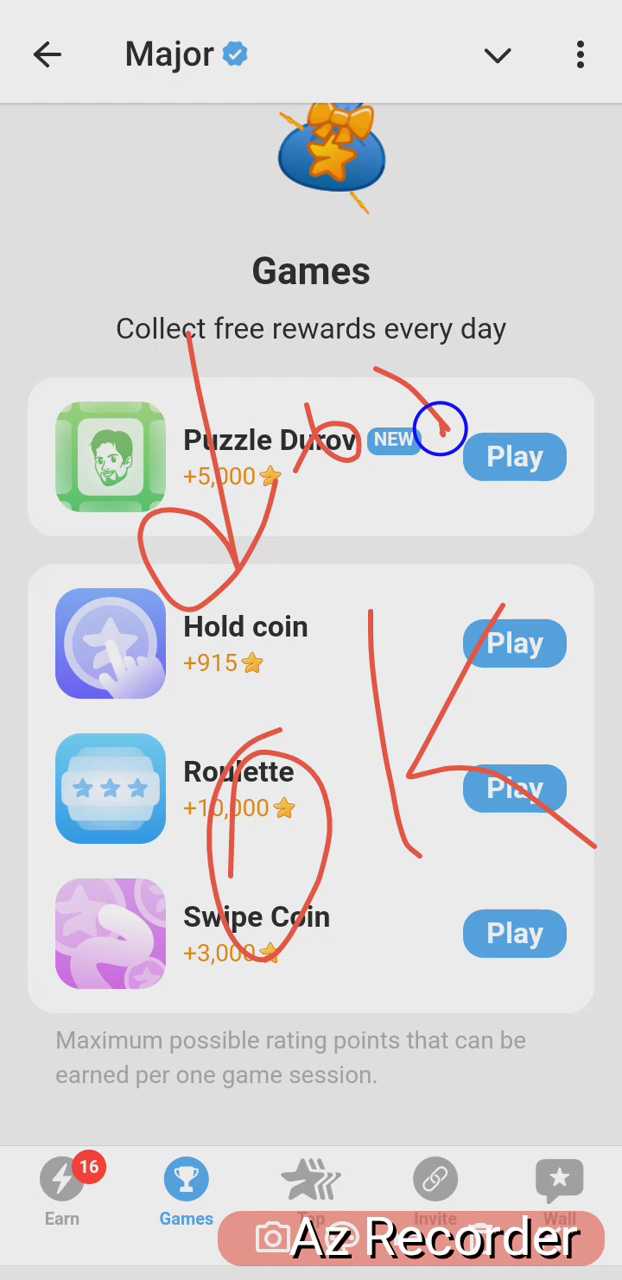 Major
Games
Collect free rewards every day
Puzzle Durov NEW
+5,000
Play
Hold coin
+915
Play
Roulette
+10,000
Play
Swipe Coin
+3,000
Play
Maximum possible rating points that can be
earned per one game session.
16
Earn
Games
Tap
Invite
Wall
Az Recorder